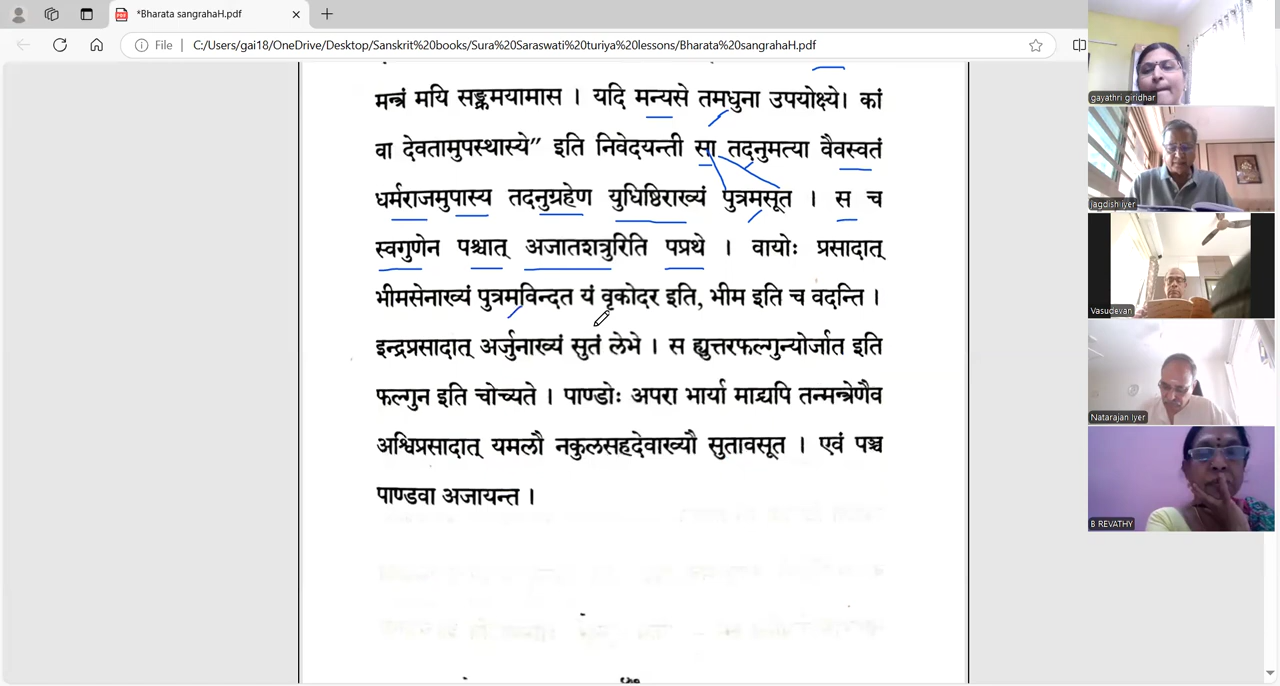 *Bharata sangrahaH.pdf
File
C:/Users/gai18/OneDrive/Desktop/Sanskrit%20books/Sura%20Saraswati%20turiya%20lessons/Bharata%20sangrahaH.pdf
मन्त्रं मयि सङ्क्रमयामास । यदि मन्यसे तमधुना उपयोक्ष्ये। कां
वा देवतामुपस्थास्ये” इति निवेदयन्ती सा तदनुमत्या वैवस्वतं
धर्मराजमुपास्य तदनुग्रहेण युधिष्ठिराख्यं पुत्रमसूत । स च
स्वगुणेन पश्चात् अजातशत्रुरिति पप्रथे । वायोः प्रसादात्
भीमसेनाख्यं पुत्रमविन्दत यं वृकोदर इति, भीम इति च वदन्ति ।
इन्द्रप्रसादात् अर्जुनाख्यं सुतं लेभे । स ह्युत्तरफल्गुन्योर्जात इति
फल्गुन इति चोच्यते । पाण्डोः अपरा भार्या माद्र्यपि तन्मन्त्रेणैव
अश्विप्रसादात् यमलौ नकुलसहदेवाख्यौ सुतावसूत । एवं पञ्च
पाण्डवा अजायन्त ।
gayathri giridhar
jagdish iyer
Vasudevan
Natarajan Iyer
B REVATHY